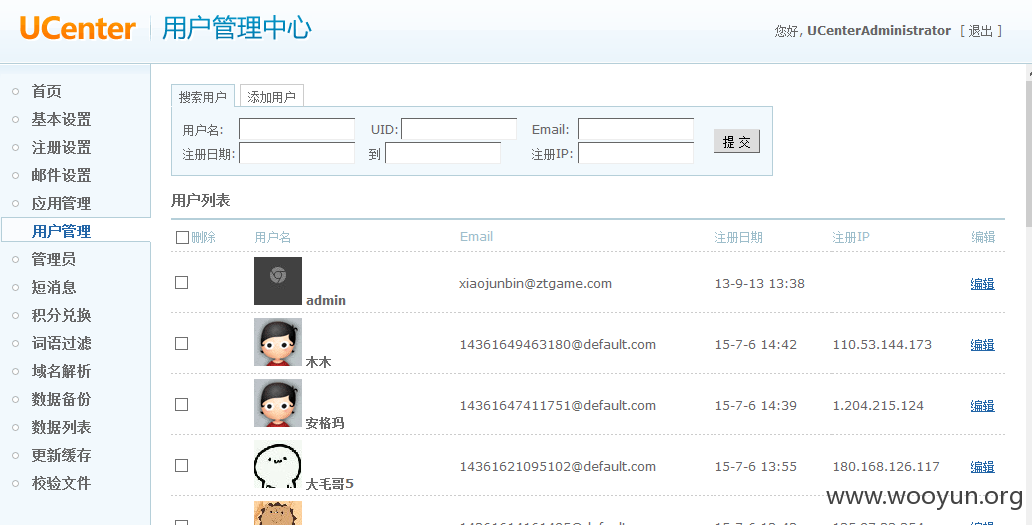 UCenter 用户管理中心 您好, UCenterAdministrator [ 退出 ]
首页
基本设置
注册设置
邮件设置
应用管理
用户管理
管理员
短消息
积分兑换
词语过滤
域名解析
数据备份
数据列表
更新缓存
校验文件
搜索用户 添加用户
用户名: UID: Email:
注册日期: 到 注册IP:
提 交
用户列表
删除 用户名 Email 注册日期 注册IP 编辑
admin xiaojunbin@ztgame.com 13-9-13 13:38 编辑
木木 14361649463180@default.com 15-7-6 14:42 110.53.144.173 编辑
安格玛 14361647411751@default.com 15-7-6 14:39 1.204.215.124 编辑
大毛哥5 14361621095102@default.com 15-7-6 13:55 180.168.126.117 编辑
www.wooyun.org